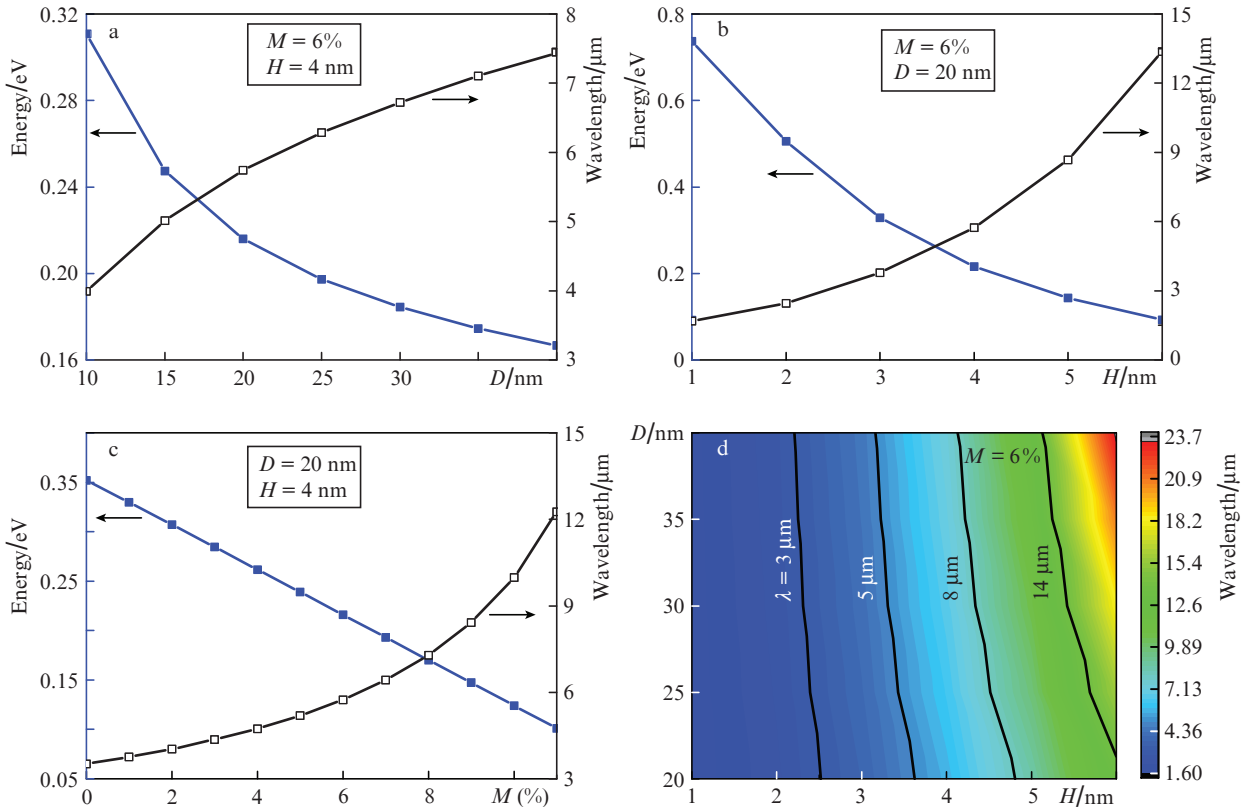 a
M = 6%
H = 4 nm
Energy/eV
0.32
0.28
0.24
0.20
0.16
10
15
20
25
30
D/nm
8
7
6
5
4
3
Wavelength/μm
b
M = 6%
D = 20 nm
Energy/eV
0.8
0.6
0.4
0.2
0
1
2
3
4
5
H/nm
15
12
9
6
3
0
Wavelength/μm
c
D = 20 nm
H = 4 nm
Energy/eV
0.35
0.25
0.15
0.05
0
2
4
6
8
M (%)
15
12
9
6
3
Wavelength/μm
D/nm
d
M = 6%
35
30
25
20
λ = 3 μm
5 μm
8 μm
14 μm
1
2
3
4
5
H/nm
23.7
20.9
18.2
15.4
12.6
9.89
7.13
4.36
1.60
Wavelength/μm